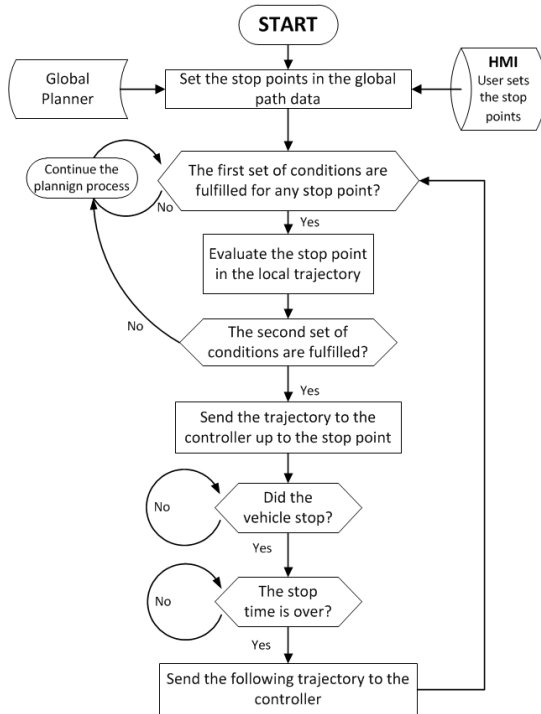 START
Global
Planner
Set the stop points in the global
path data
HMI
User sets
the stop
points
Continue the
plannign process
The first set of conditions are
fulfilled for any stop point?
No
Yes
Evaluate the stop point
in the local trajectory
No
The second set of
conditions are fulfilled?
Yes
Send the trajectory to the
controller up to the stop point
Did the
vehicle stop?
No
Yes
The stop
time is over?
No
Yes
Send the following trajectory to the
controller